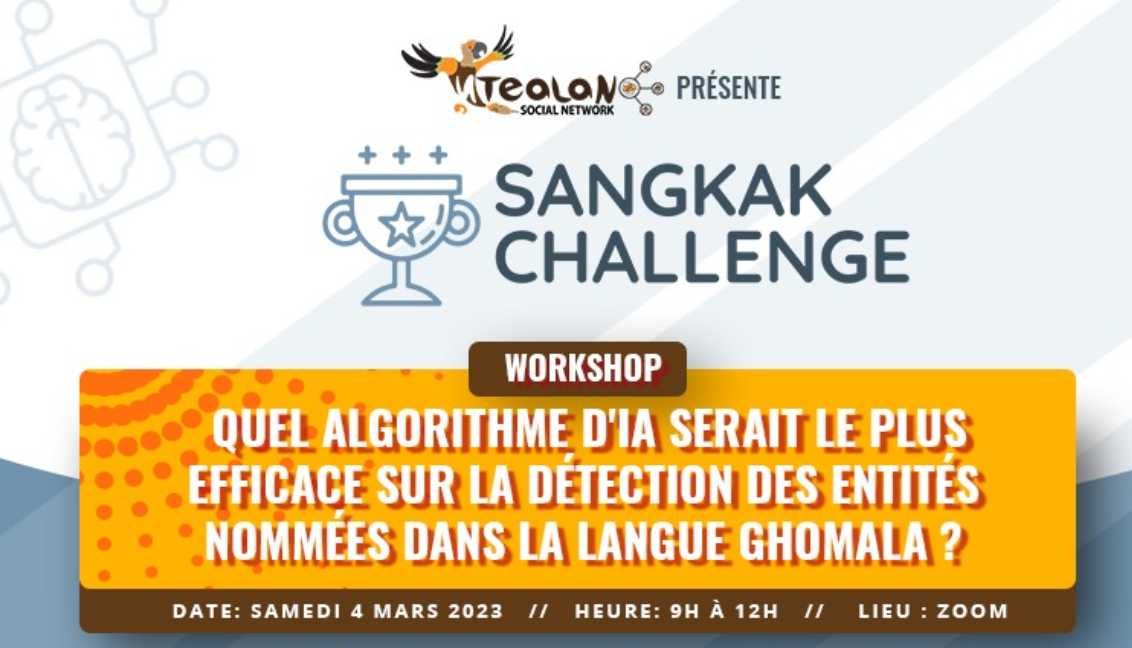 NTeALAN
SOCIAL NETWORK
PRÉSENTE
SANGKAK
CHALLENGE
WORKSHOP
QUEL ALGORITHME D'IA SERAIT LE PLUS
EFFICACE SUR LA DÉTECTION DES ENTITÉS
NOMMÉES DANS LA LANGUE GHOMALA ?
DATE: SAMEDI 4 MARS 2023 // HEURE: 9H À 12H // LIEU : ZOOM